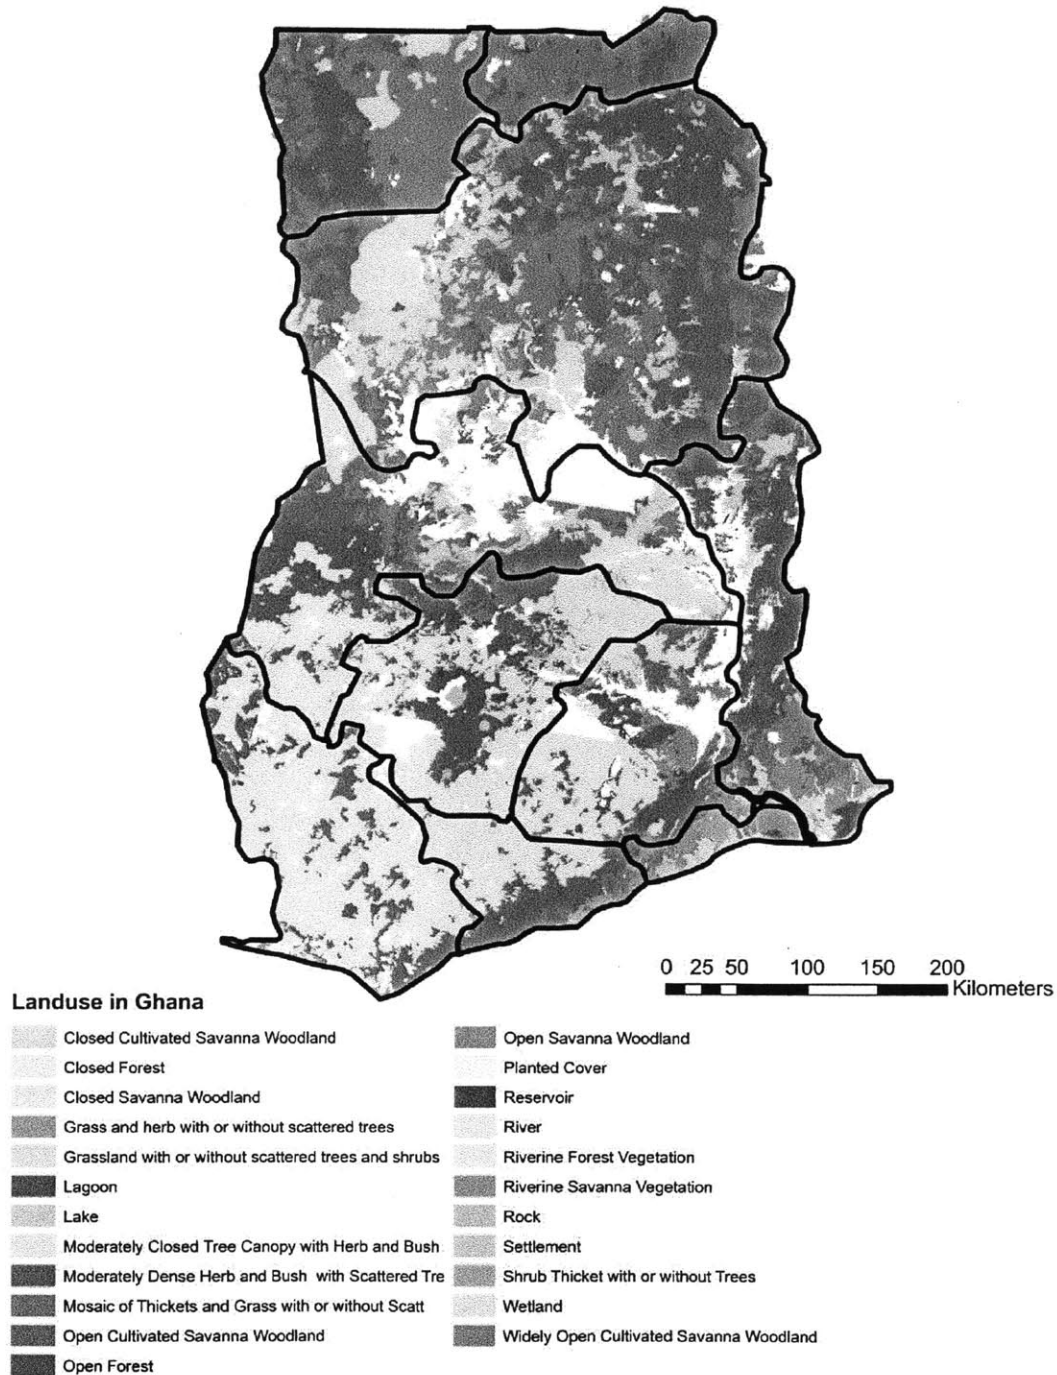 0 25 50 100 150 200
Kilometers
Landuse in Ghana
Closed Cultivated Savanna Woodland
Closed Forest
Closed Savanna Woodland
Grass and herb with or without scattered trees
Grassland with or without scattered trees and shrubs
Lagoon
Lake
Moderately Closed Tree Canopy with Herb and Bush
Moderately Dense Herb and Bush with Scattered Tre
Mosaic of Thickets and Grass with or without Scatt
Open Cultivated Savanna Woodland
Open Forest
Open Savanna Woodland
Planted Cover
Reservoir
River
Riverine Forest Vegetation
Riverine Savanna Vegetation
Rock
Settlement
Shrub Thicket with or without Trees
Wetland
Widely Open Cultivated Savanna Woodland